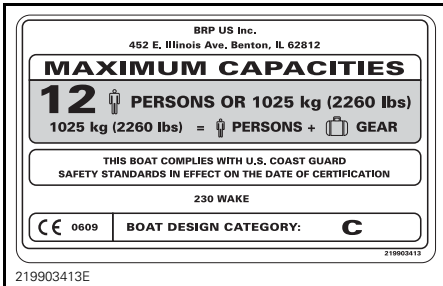 BRP US Inc.
452 E. Illinois Ave. Benton, IL 62812
MAXIMUM CAPACITIES
12 PERSONS OR 1025 kg (2260 lbs)
1025 kg (2260 lbs) = PERSONS + GEAR
THIS BOAT COMPLIES WITH U.S. COAST GUARD
SAFETY STANDARDS IN EFFECT ON THE DATE OF CERTIFICATION
230 WAKE
CE 0609 BOAT DESIGN CATEGORY: C
219903413
219903413E